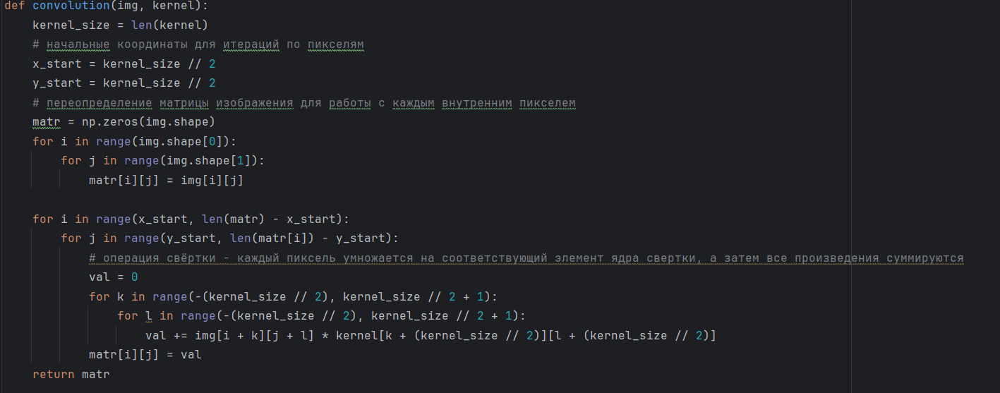 def convolution(img, kernel):
    kernel_size = len(kernel)
    # начальные координаты для итераций по пикселям
    x_start = kernel_size // 2
    y_start = kernel_size // 2
    # переопределение матрицы изображения для работы с каждым внутренним пикселем
    matr = np.zeros(img.shape)
    for i in range(img.shape[0]):
        for j in range(img.shape[1]):
            matr[i][j] = img[i][j]

    for i in range(x_start, len(matr) - x_start):
        for j in range(y_start, len(matr[i]) - y_start):
            # операция свёртки - каждый пиксель умножается на соответствующий элемент ядра свертки, а затем все произведения суммируются
            val = 0
            for k in range(-(kernel_size // 2), kernel_size // 2 + 1):
                for l in range(-(kernel_size // 2), kernel_size // 2 + 1):
                    val += img[i + k][j + l] * kernel[k + (kernel_size // 2)][l + (kernel_size // 2)]
            matr[i][j] = val
    return matr